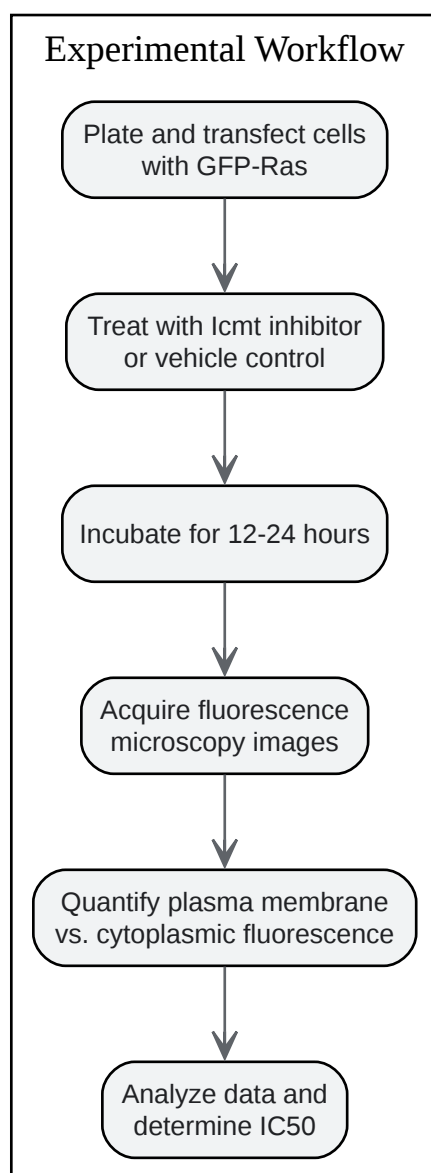 Experimental Workflow
Plate and transfect cells
with GFP-Ras
Treat with Icmt inhibitor
or vehicle control
Incubate for 12-24 hours
Acquire fluorescence
microscopy images
Quantify plasma membrane
vs. cytoplasmic fluorescence
Analyze data and
determine IC50